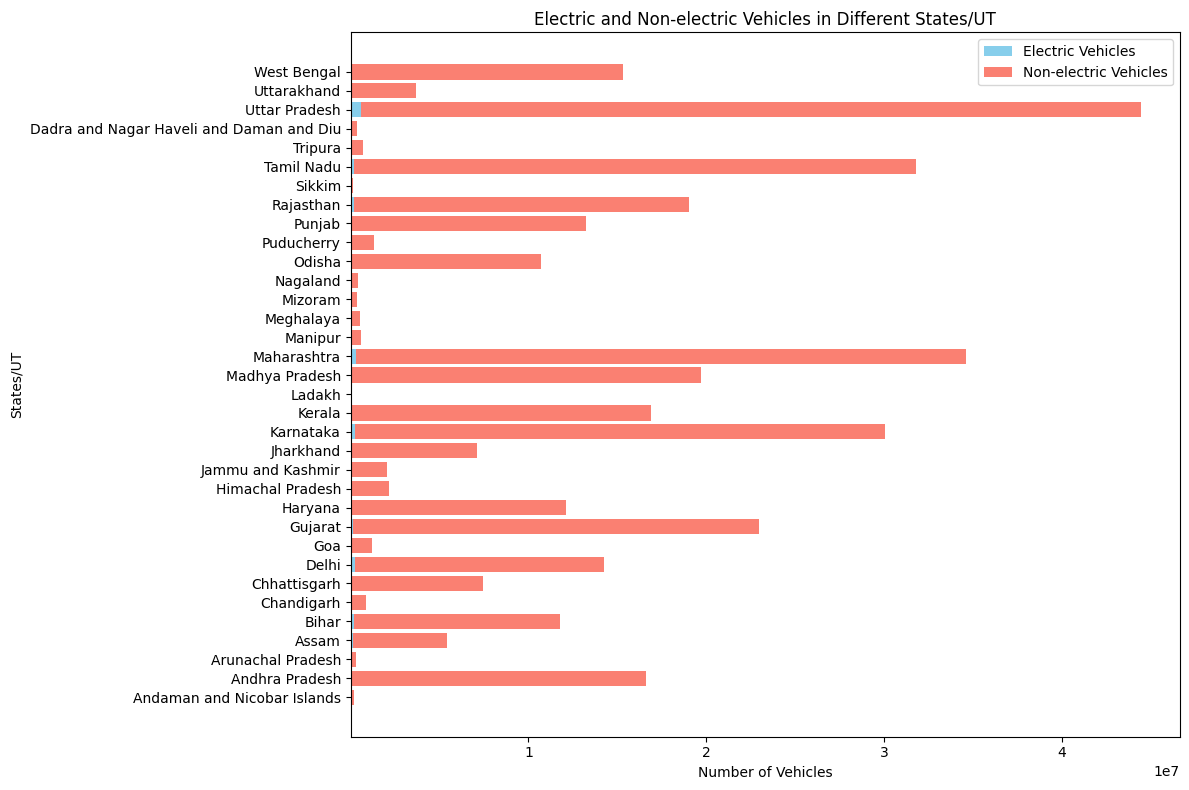 Electric and Non-electric Vehicles in Different States/UT
Electric Vehicles
Non-electric Vehicles
West Bengal
Uttarakhand
Uttar Pradesh
Dadra and Nagar Haveli and Daman and Diu
Tripura
Tamil Nadu
Sikkim
Rajasthan
Punjab
Puducherry
Odisha
Nagaland
Mizoram
Meghalaya
Manipur
Maharashtra
Madhya Pradesh
Ladakh
Kerala
Karnataka
Jharkhand
Jammu and Kashmir
Himachal Pradesh
Haryana
Gujarat
Goa
Delhi
Chhattisgarh
Chandigarh
Bihar
Assam
Arunachal Pradesh
Andhra Pradesh
Andaman and Nicobar Islands
States/UT
1 2 3 4
1e7
Number of Vehicles